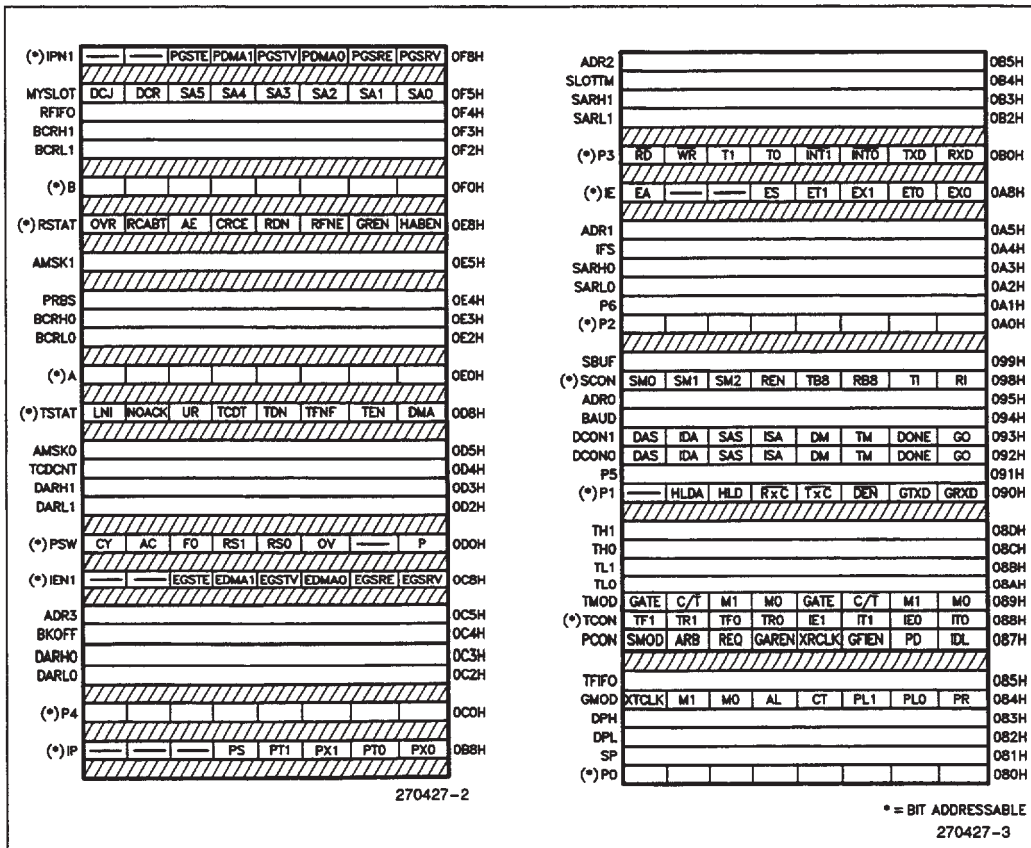 (*) IPN1 —— —— PGSTE PDMA1 PGSTV PDMA0 PGSRE PGSRV 0F8H
MYSLOT DCJ DCR SA5 SA4 SA3 SA2 SA1 SA0 0F5H
RFIFO 0F4H
BCRH1 0F3H
BCRL1 0F2H
(*) B 0F0H
(*) RSTAT OVR RCABT AE CRCE RDN RFNE GREN HABEN 0E8H
AMSK1 0E5H
PRBS 0E4H
BCRH0 0E3H
BCRL0 0E2H
(*) A 0E0H
(*) TSTAT LNI NOACK UR TCDT TDN TFNF TEN DMA 0D8H
AMSK0 0D5H
TCDCNT 0D4H
DARH1 0D3H
DARL1 0D2H
(*) PSW CY AC F0 RS1 RS0 OV —— P 0D0H
(*) IEN1 —— —— EGSTE EDMA1 EGSTV EDMA0 EGSRE EGSRV 0C8H
ADR3 0C5H
BKOFF 0C4H
DARH0 0C3H
DARL0 0C2H
(*) P4 0C0H
(*) IP —— —— —— PS PT1 PX1 PT0 PX0 0B8H
270427-2
ADR2 0B5H
SLOTTM 0B4H
SARH1 0B3H
SARL1 0B2H
(*) P3 R̅D̅ W̅R̅ T1 T0 I̅N̅T̅1̅ I̅N̅T̅0̅ TXD RXD 0B0H
(*) IE EA —— —— ES ET1 EX1 ET0 EX0 0A8H
ADR1 0A5H
IFS 0A4H
SARH0 0A3H
SARL0 0A2H
P6 0A1H
(*) P2 0A0H
SBUF 099H
(*) SCON SM0 SM1 SM2 REN TB8 RB8 TI RI 098H
ADR0 095H
BAUD 094H
DCON1 DAS IDA SAS ISA DM TM DONE GO 093H
DCON0 DAS IDA SAS ISA DM TM DONE GO 092H
P5 091H
(*) P1 —— HLDA HLD R̅x̅C̅ T̅x̅C̅ D̅E̅N̅ GTXD GRXD 090H
TH1 08DH
TH0 08CH
TL1 08BH
TL0 08AH
TMOD GATE C/T̅ M1 M0 GATE C/T̅ M1 M0 089H
(*) TCON TF1 TR1 TF0 TR0 IE1 IT1 IE0 IT0 088H
PCON SMOD ARB REQ GAREN XRCLK GFIEN PD IDL 087H
TFIFO 085H
GMOD XTCLK M1 M0 AL CT PL1 PL0 PR 084H
DPH 083H
DPL 082H
SP 081H
(*) P0 080H
* = BIT ADDRESSABLE
270427-3